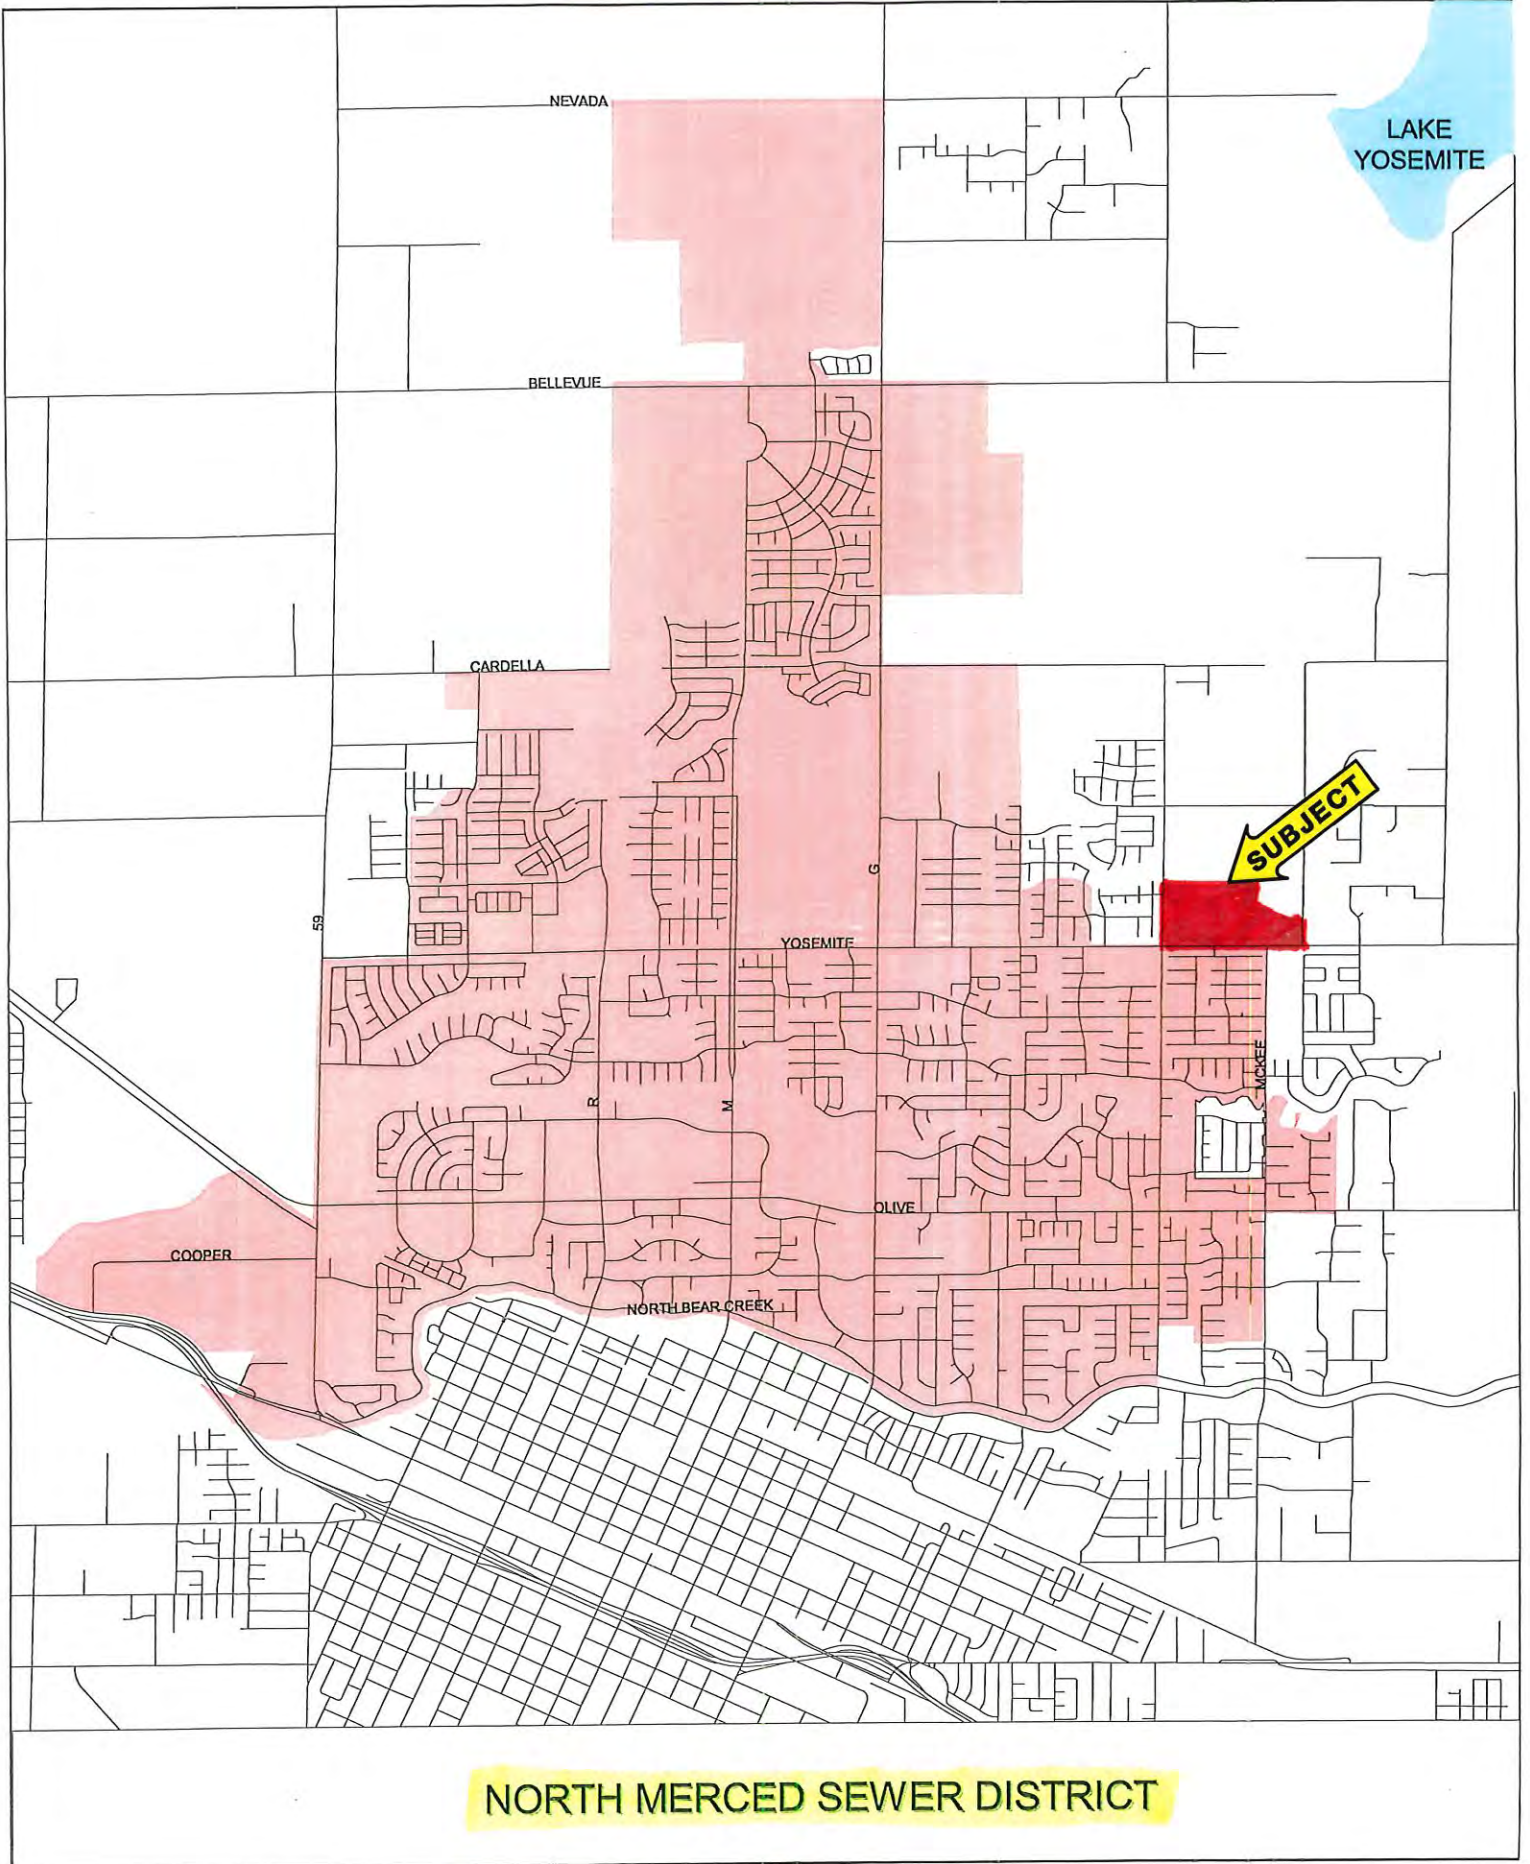 NEVADA
LAKE
YOSEMITE
BELLEVUE
CARDELLA
SUBJECT
G
59
YOSEMITE
MCKEE
R
M
OLIVE
COOPER
NORTH BEAR CREEK
NORTH MERCED SEWER DISTRICT